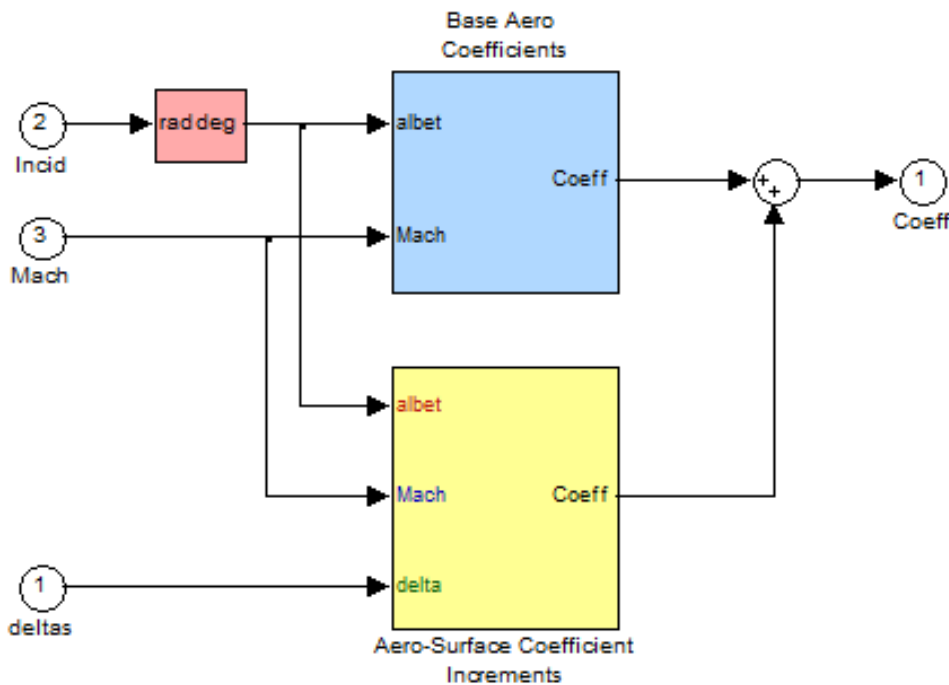 Base Aero
Coefficients
2
raddeg
albet
Incid
Coeff
+
+
1
3
Mach
Mach
Coeff
albet
Mach
Coeff
1
delta
deltas
Aero-Surface Coefficient
Increments